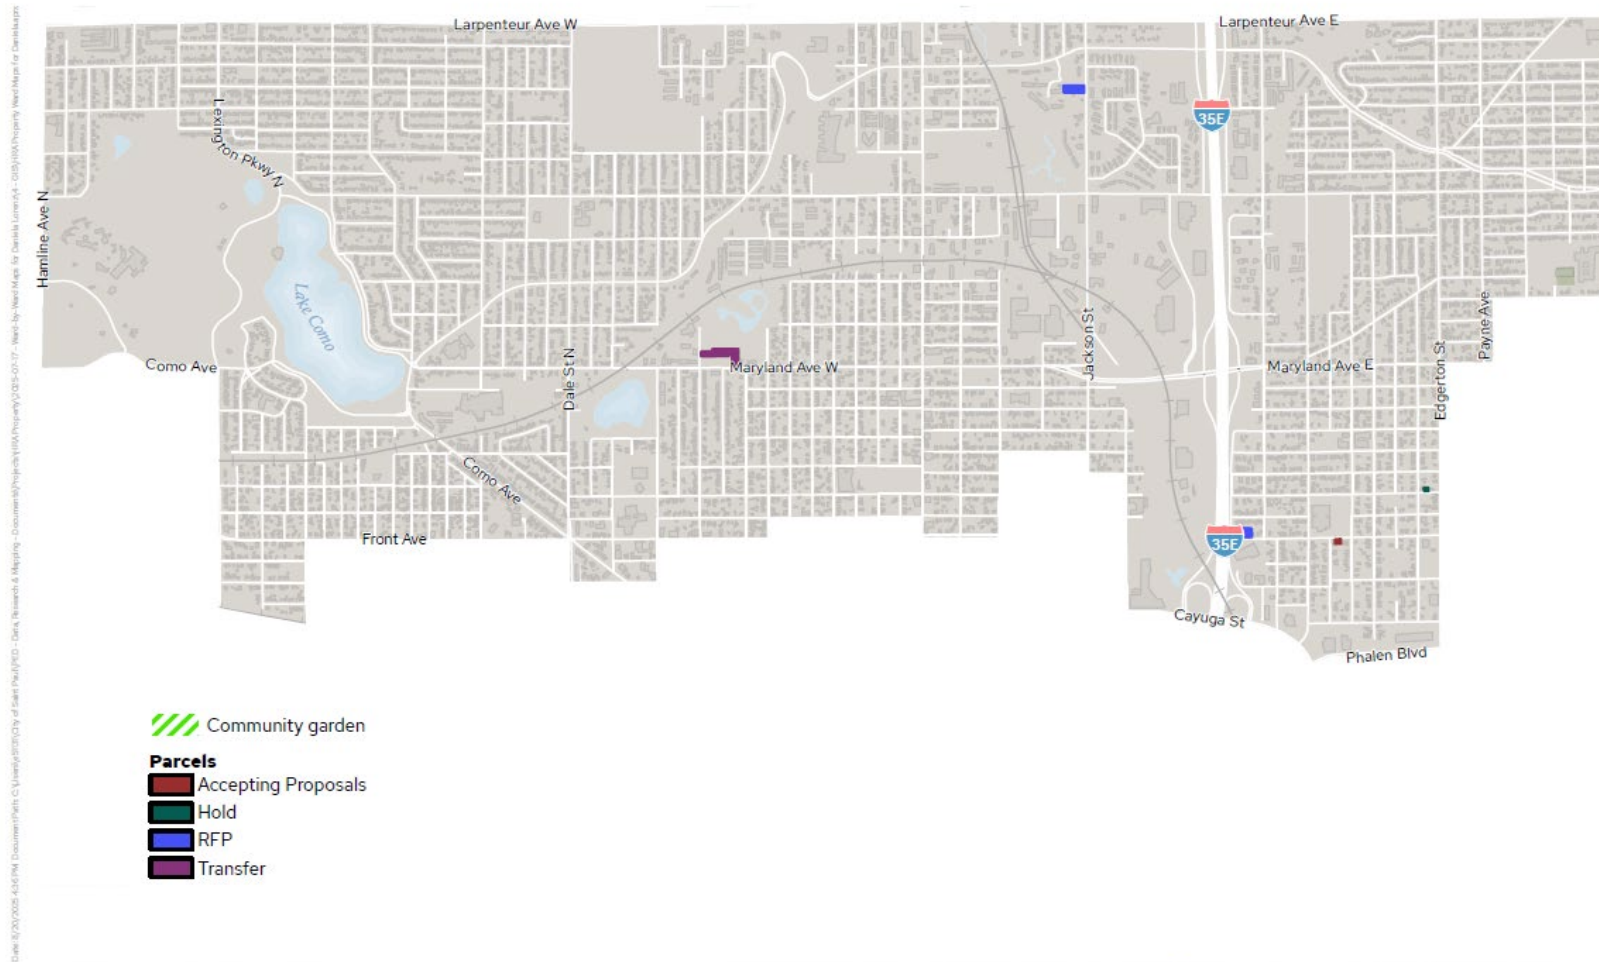 Larpenteur Ave W
Larpenteur Ave E
Lexington Pkwy N
35E
Hamline Ave N
Lake Como
Como Ave
Dale St N
Maryland Ave W
Jackson St
Maryland Ave E
Payne Ave
Edgerton St
Como Ave
Front Ave
35E
Cayuga St
Phalen Blvd
Community garden
Parcels
Accepting Proposals
Hold
RFP
Transfer